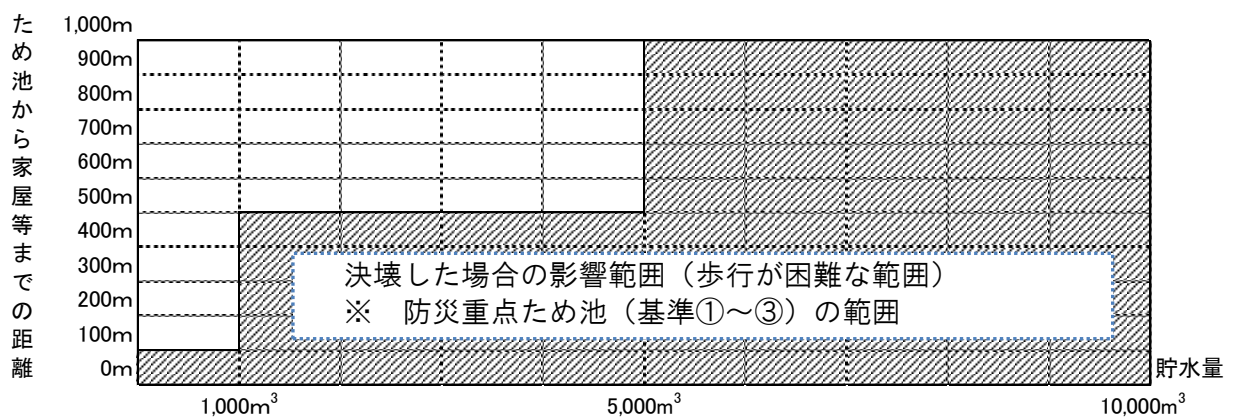 ため池から家屋等までの距離
1,000m
900m
800m
700m
600m
500m
400m
300m
200m
100m
0m
決壊した場合の影響範囲（歩行が困難な範囲）
※　防災重点ため池（基準①～③）の範囲
貯水量
1,000m³
5,000m³
10,000m³